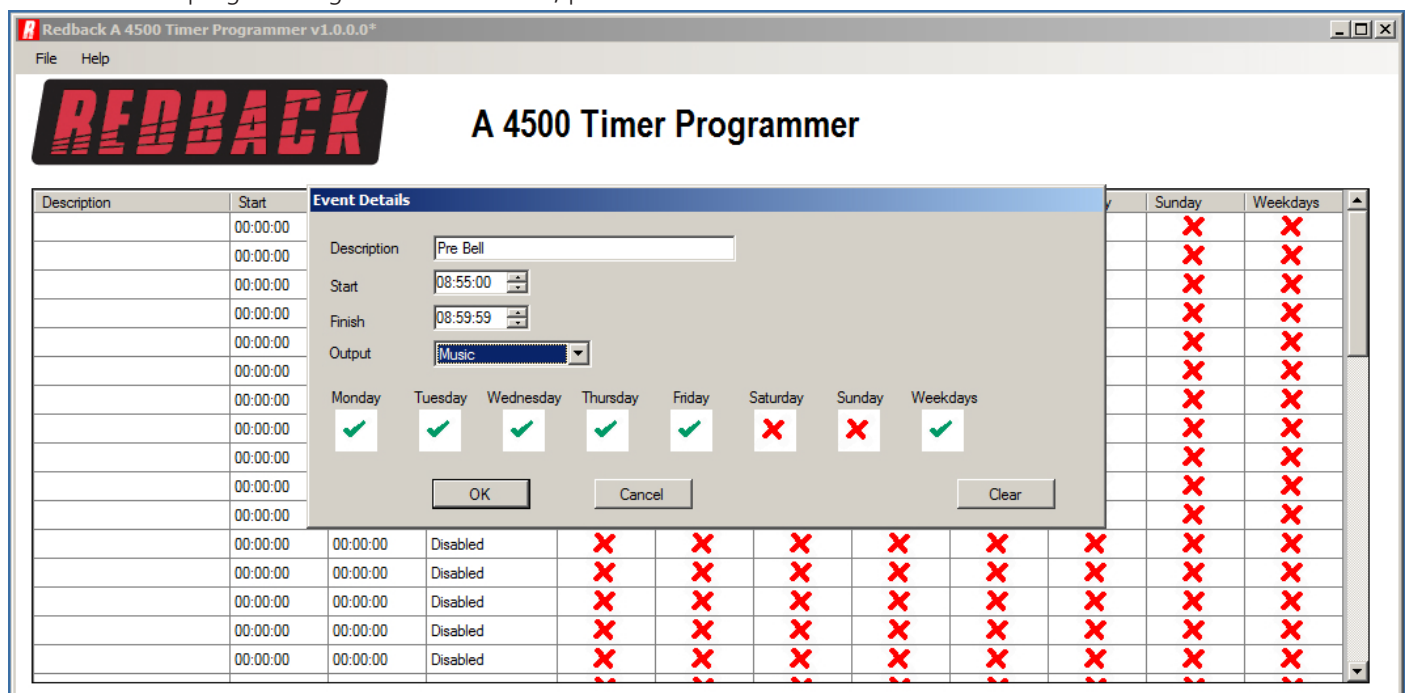 Redback A 4500 Timer Programmer v1.0.0.0*
File Help
REDBACK
A 4500 Timer Programmer
Description Start Sunday Weekdays
Event Details
00:00:00
00:00:00
00:00:00
00:00:00
00:00:00
00:00:00
00:00:00
00:00:00
00:00:00
00:00:00
00:00:00
Description Pre Bell
Start 08:55:00
Finish 08:59:59
Output Music
Monday Tuesday Wednesday Thursday Friday Saturday Sunday Weekdays
OK Cancel Clear
00:00:00 00:00:00 Disabled
00:00:00 00:00:00 Disabled
00:00:00 00:00:00 Disabled
00:00:00 00:00:00 Disabled
00:00:00 00:00:00 Disabled